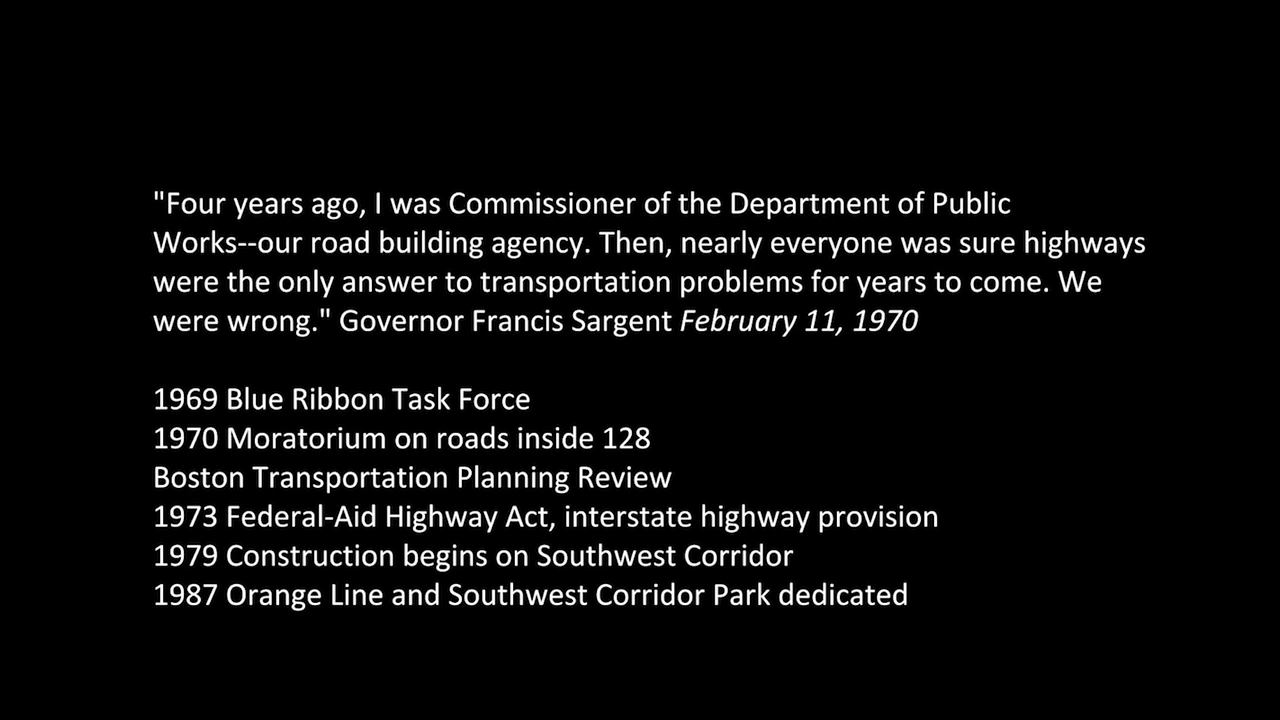 "Four years ago, I was Commissioner of the Department of Public
Works--our road building agency. Then, nearly everyone was sure highways
were the only answer to transportation problems for years to come. We
were wrong." Governor Francis Sargent February 11, 1970
1969 Blue Ribbon Task Force
1970 Moratorium on roads inside 128
Boston Transportation Planning Review
1973 Federal-Aid Highway Act, interstate highway provision
1979 Construction begins on Southwest Corridor
1987 Orange Line and Southwest Corridor Park dedicated